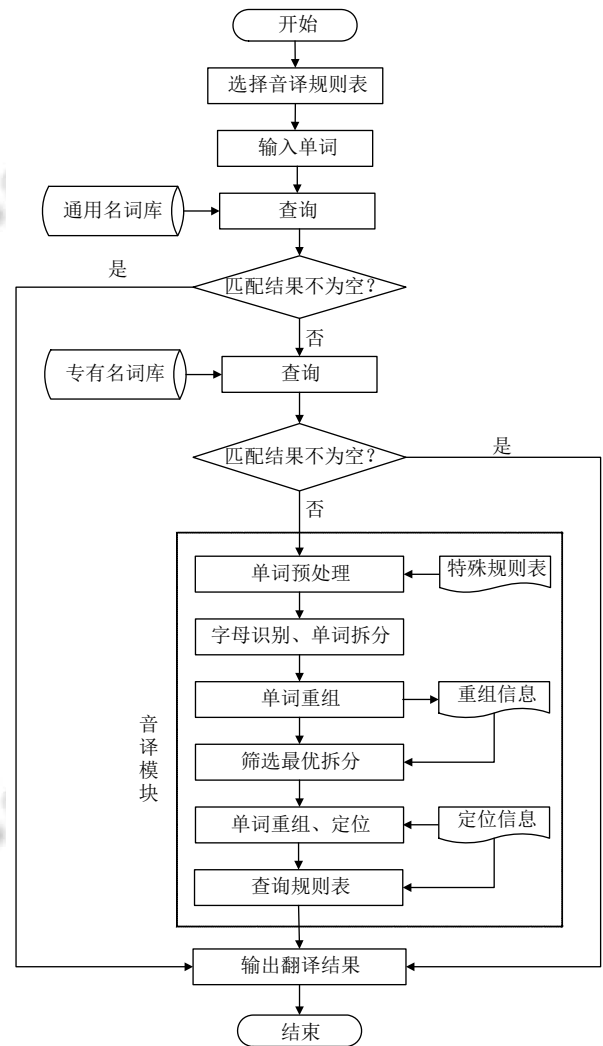 开始
选择音译规则表
输入单词
通用名词库
查询
是
匹配结果不为空?
否
专有名词库
查询
匹配结果不为空?
是
否
单词预处理
特殊规则表
字母识别、单词拆分
单词重组
重组信息
音译模块
筛选最优拆分
单词重组、定位
定位信息
查询规则表
输出翻译结果
结束